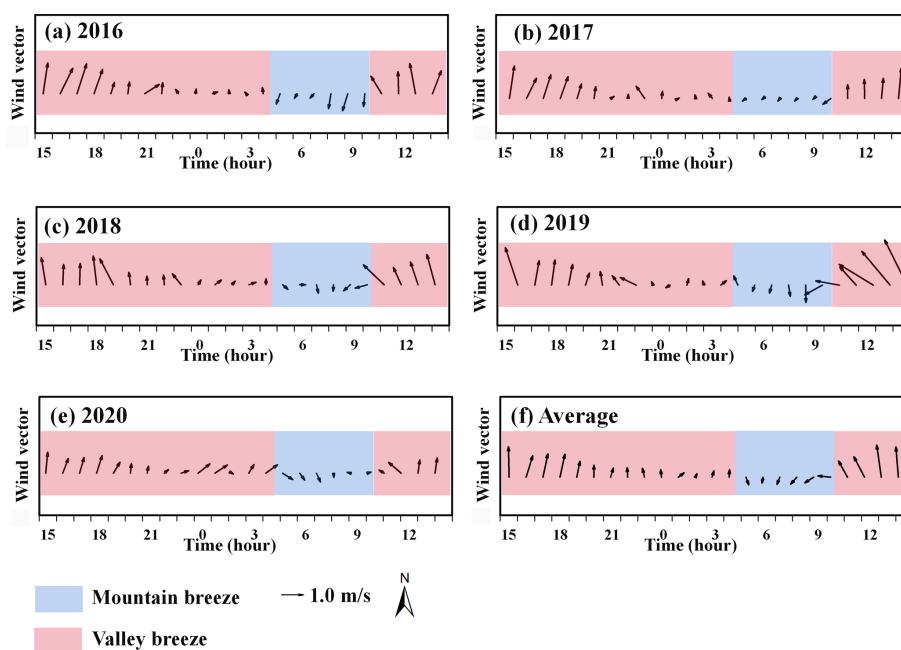 (a) 2016
Wind vector
15 18 21 0 3 6 9 12
Time (hour)
(b) 2017
Wind vector
15 18 21 0 3 6 9 12
Time (hour)
(c) 2018
Wind vector
15 18 21 0 3 6 9 12
Time (hour)
(d) 2019
Wind vector
15 18 21 0 3 6 9 12
Time (hour)
(e) 2020
Wind vector
15 18 21 0 3 6 9 12
Time (hour)
(f) Average
Wind vector
15 18 21 0 3 6 9 12
Time (hour)
Mountain breeze
1.0 m/s
N
Valley breeze